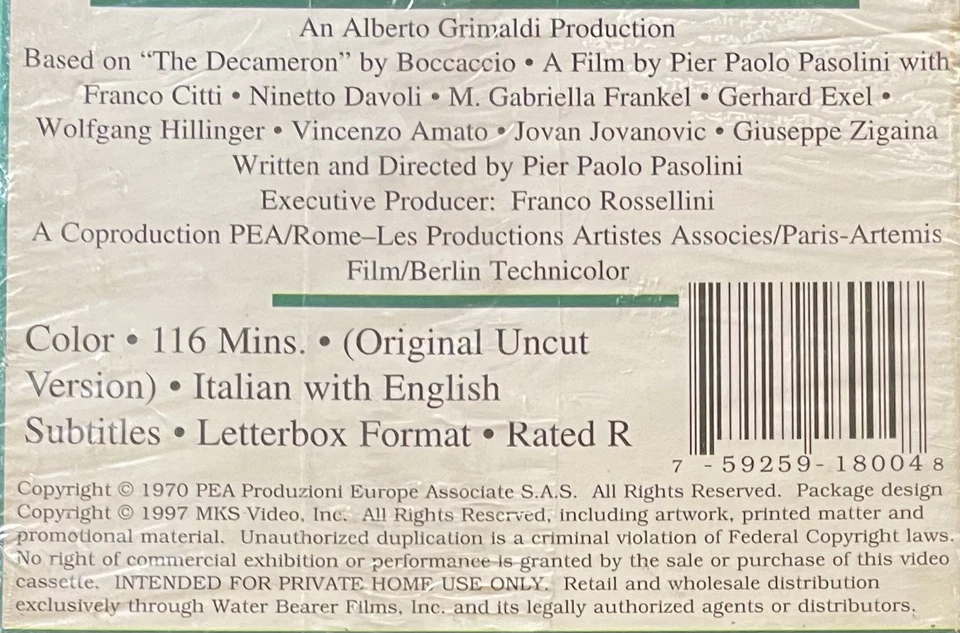 An Alberto Grimaldi Production
Based on “The Decameron” by Boccaccio • A Film by Pier Paolo Pasolini with
Franco Citti • Ninetto Davoli • M. Gabriella Frankel • Gerhard Exel •
Wolfgang Hillinger • Vincenzo Amato • Jovan Jovanovic • Giuseppe Zigaina
Written and Directed by Pier Paolo Pasolini
Executive Producer: Franco Rossellini
A Coproduction PEA/Rome–Les Productions Artistes Associes/Paris-Artemis
Film/Berlin Technicolor
Color • 116 Mins. • (Original Uncut
Version) • Italian with English
Subtitles • Letterbox Format • Rated R
7 - 59259 - 18004 8
Copyright © 1970 PEA Produzioni Europe Associate S.A.S. All Rights Reserved. Package design
Copyright © 1997 MKS Video, Inc. All Rights Reserved, including artwork, printed matter and
promotional material. Unauthorized duplication is a criminal violation of Federal Copyright laws.
No right of commercial exhibition or performance is granted by the sale or purchase of this video
cassette. INTENDED FOR PRIVATE HOME USE ONLY. Retail and wholesale distribution
exclusively through Water Bearer Films, Inc. and its legally authorized agents or distributors.